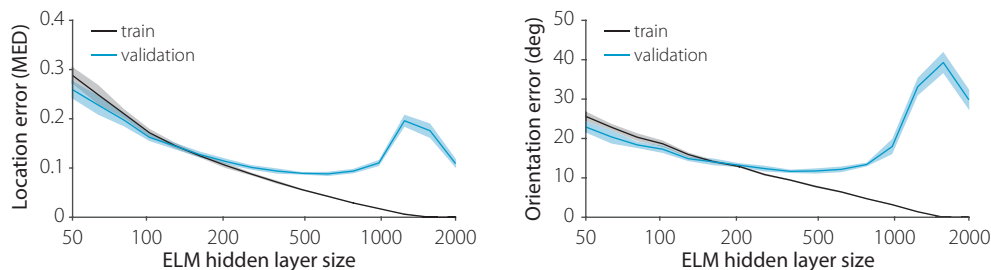 Location error (MED)
0.4
0.3
0.2
0.1
0
train
validation
50 100 200 500 1000 2000
ELM hidden layer size
Orientation error (deg)
50
40
30
20
10
0
train
validation
50 100 200 500 1000 2000
ELM hidden layer size